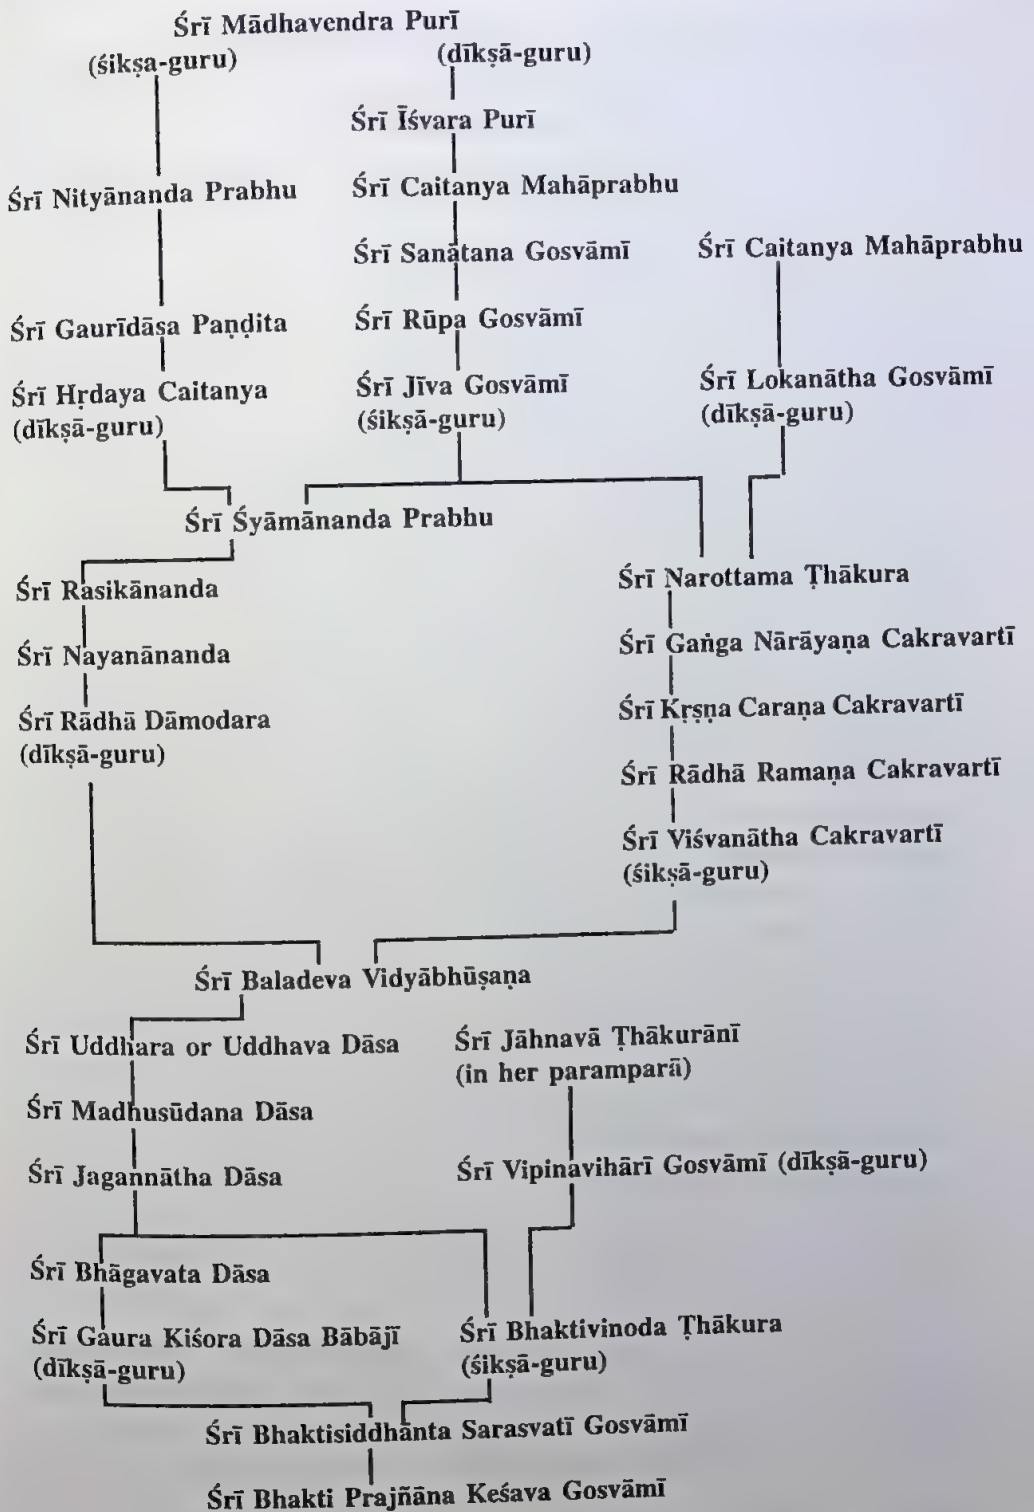 Śrī Mādhavendra Purī
(śikṣa-guru) (dīkṣā-guru)
Śrī Īśvara Purī
Śrī Nityānanda Prabhu Śrī Caitanya Mahāprabhu
Śrī Sanātana Gosvāmī Śrī Caitanya Mahāprabhu
Śrī Gaurīdāsa Paṇḍita Śrī Rūpa Gosvāmī
Śrī Hṛdaya Caitanya Śrī Jīva Gosvāmī Śrī Lokanātha Gosvāmī
(dīkṣā-guru) (śikṣā-guru) (dīkṣā-guru)
Śrī Śyāmānanda Prabhu
Śrī Rasikānanda Śrī Narottama Ṭhākura
Śrī Nayanānanda Śrī Gaṅga Nārāyaṇa Cakravartī
Śrī Rādhā Dāmodara Śrī Kṛṣṇa Caraṇa Cakravartī
(dīkṣā-guru)
Śrī Rādhā Ramaṇa Cakravartī
Śrī Viśvanātha Cakravartī
(śikṣā-guru)
Śrī Baladeva Vidyābhūṣaṇa
Śrī Uddhara or Uddhava Dāsa Śrī Jāhnavā Ṭhākurānī
(in her paramparā)
Śrī Madhusūdana Dāsa
Śrī Jagannātha Dāsa Śrī Vipinavihārī Gosvāmī (dīkṣā-guru)
Śrī Bhāgavata Dāsa
Śrī Gaura Kiśora Dāsa Bābājī Śrī Bhaktivinoda Ṭhākura
(dīkṣā-guru) (śikṣā-guru)
Śrī Bhaktisiddhānta Sarasvatī Gosvāmī
Śrī Bhakti Prajñāna Keśava Gosvāmī